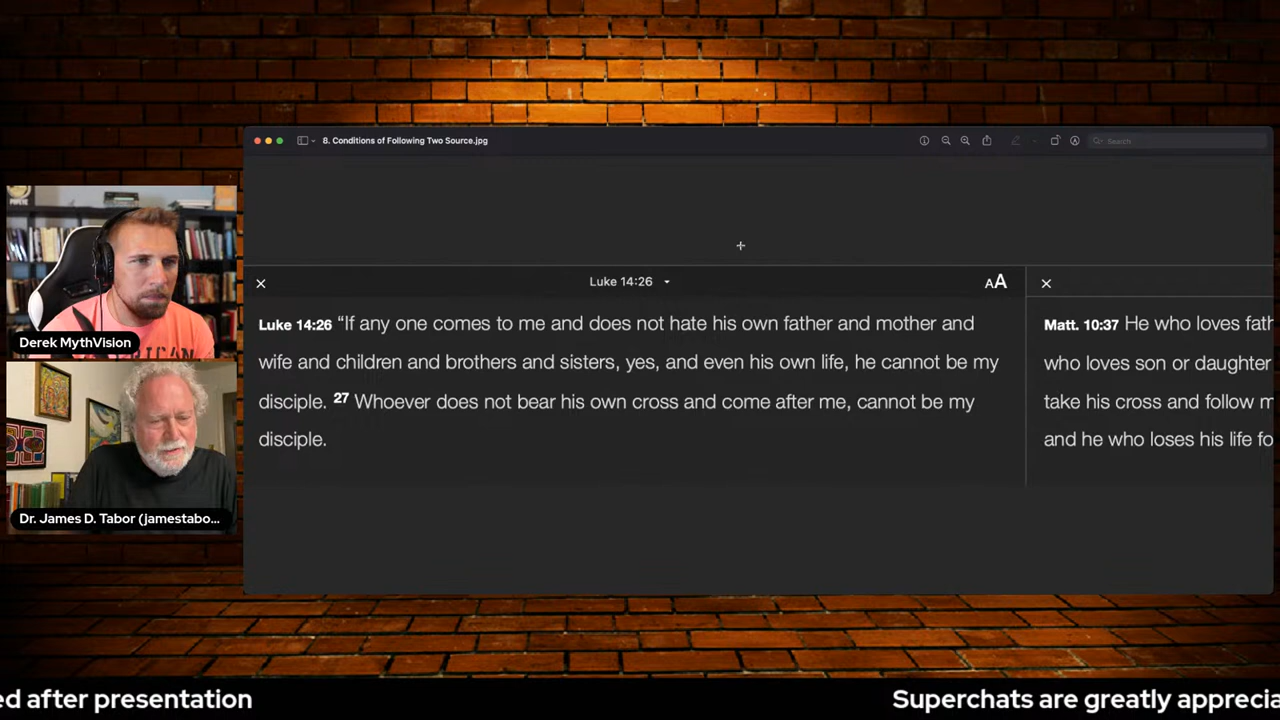 8. Conditions of Following Two Source.jpg
Search
Luke 14:26
AA
Luke 14:26 “If any one comes to me and does not hate his own father and mother and
wife and children and brothers and sisters, yes, and even his own life, he cannot be my
disciple. 27 Whoever does not bear his own cross and come after me, cannot be my
disciple.
Matt. 10:37 He who loves fath
who loves son or daughter
take his cross and follow m
and he who loses his life fo
Derek MythVision
Dr. James D. Tabor (jamestabo...
ed after presentation
Superchats are greatly apprecia